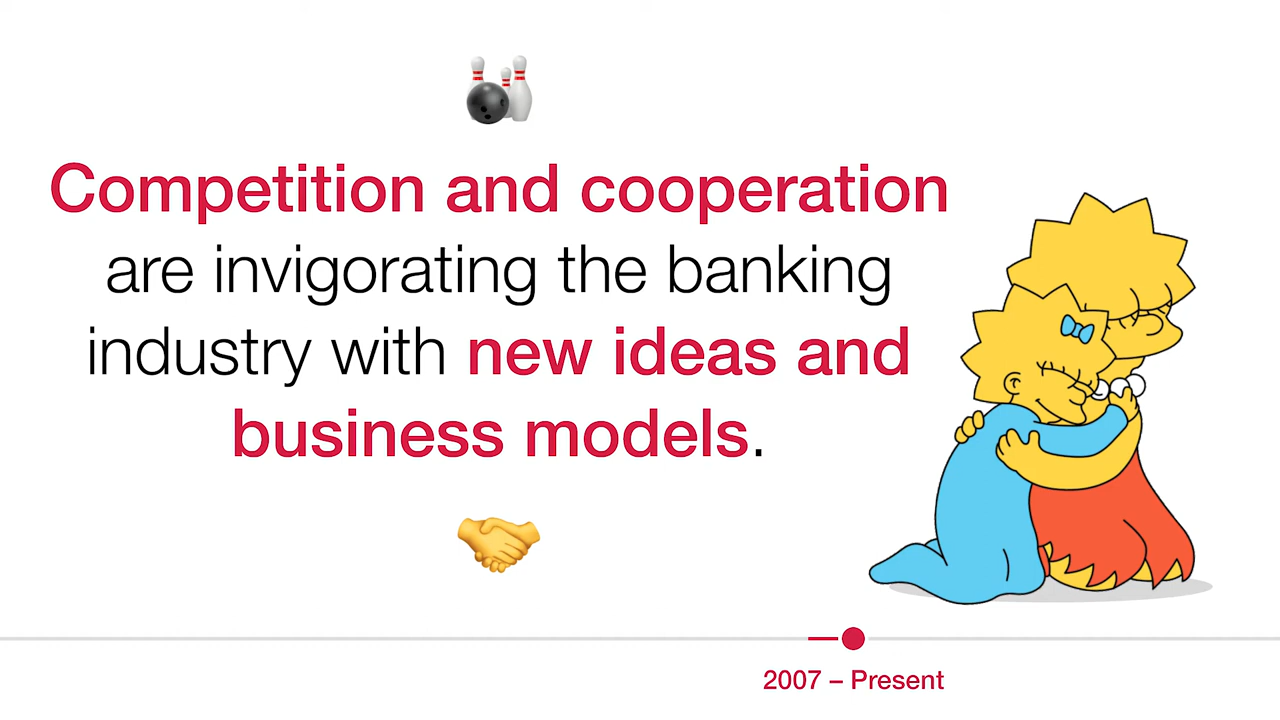 Competition and cooperation
are invigorating the banking
industry with new ideas and
business models.
2007 – Present